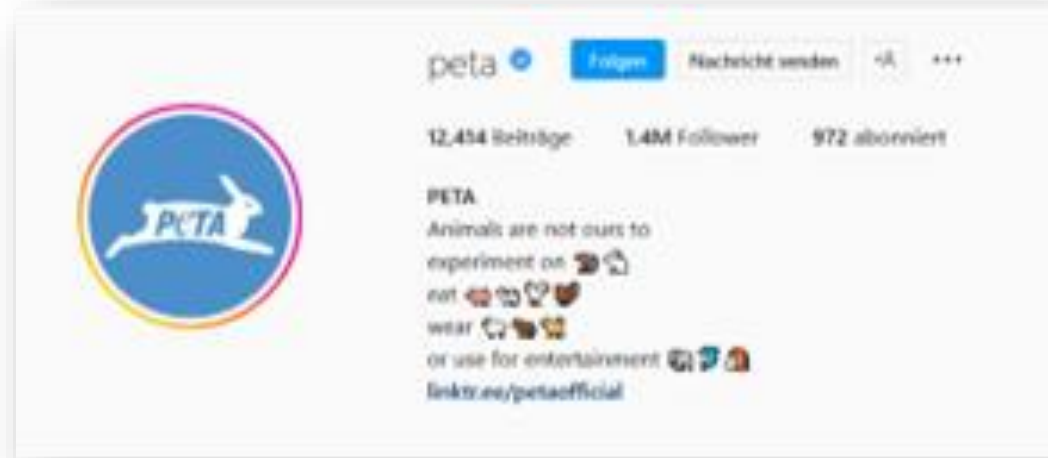 peta
Folgen
Nachricht senden
12,414 Beiträge
1.4M Follower
972 abonniert
PETA
PETA
Animals are not ours to
experiment on
eat
wear
or use for entertainment
linktr.ee/petaofficial